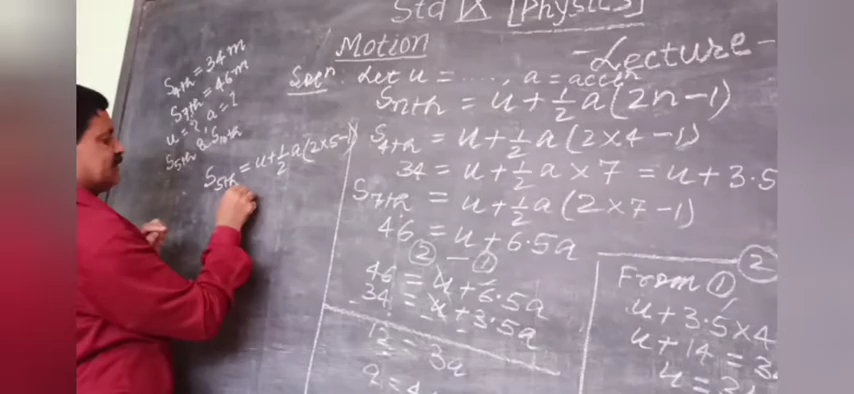 Std IX [Physics]
Motion
- Lecture -
S4th = 34m
S7th = 46m
u = ?, a = ?
S5th & S10th
S5th = u + 1/2 a (2×5-1)
Soln: Let u = ...., a = accln
Snth = u + 1/2 a (2n-1)
S4th = u + 1/2 a (2×4-1)
34 = u + 1/2 a × 7 = u + 3.5
S7th = u + 1/2 a (2×7-1)
46 = u + 6.5a
② - ①
46 = u + 6.5a
34 = u + 3.5a
12 = 3a
②
From ①
u + 3.5×4
u + 14 =
u =